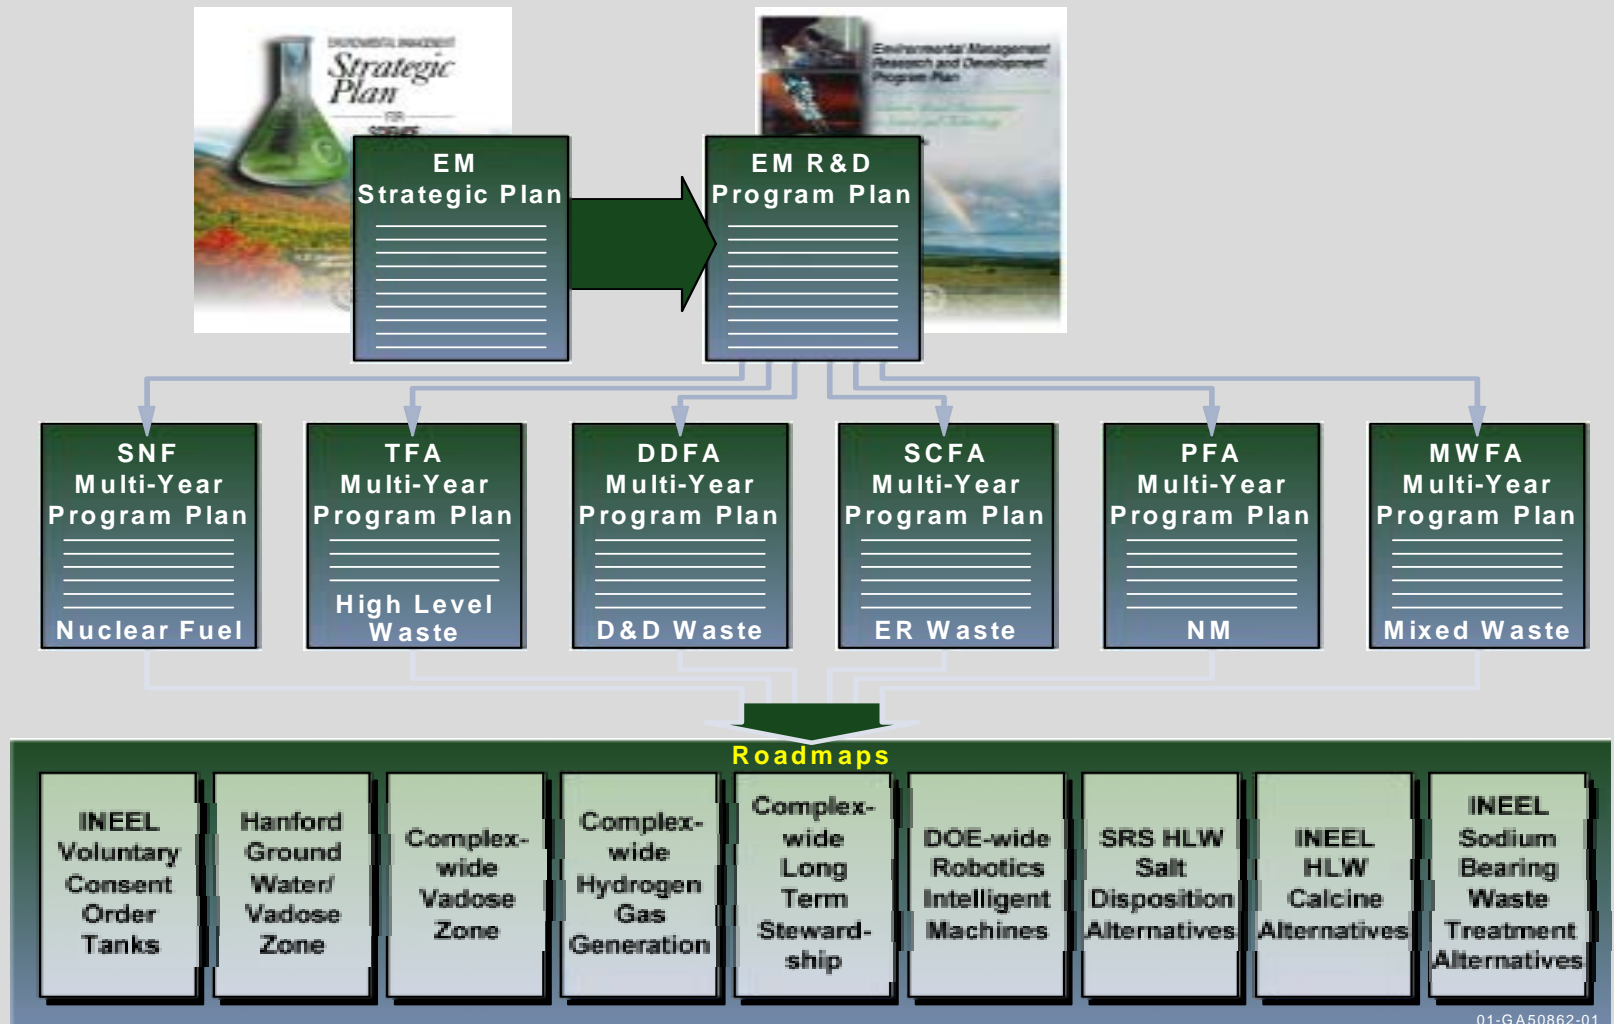 ENVIRONMENTAL MANAGEMENT
Strategic
Plan
FOR
SCIENCE
Environmental Management
Research and Development
Program Plan
EM
Strategic Plan
EM R&D
Program Plan
SNF
Multi-Year
Program Plan
Nuclear Fuel
TFA
Multi-Year
Program Plan
High Level
Waste
DDFA
Multi-Year
Program Plan
D&D Waste
SCFA
Multi-Year
Program Plan
ER Waste
PFA
Multi-Year
Program Plan
NM
MWFA
Multi-Year
Program Plan
Mixed Waste
Roadmaps
INEEL
Voluntary
Consent
Order
Tanks
Hanford
Ground
Water/
Vadose
Zone
Complex-
wide
Vadose
Zone
Complex-
wide
Hydrogen
Gas
Generation
Complex-
wide
Long
Term
Steward-
ship
DOE-wide
Robotics
Intelligent
Machines
SRS HLW
Salt
Disposition
Alternatives
INEEL
HLW
Calcine
Alternatives
INEEL
Sodium
Bearing
Waste
Treatment
Alternatives
01-GA50862-01